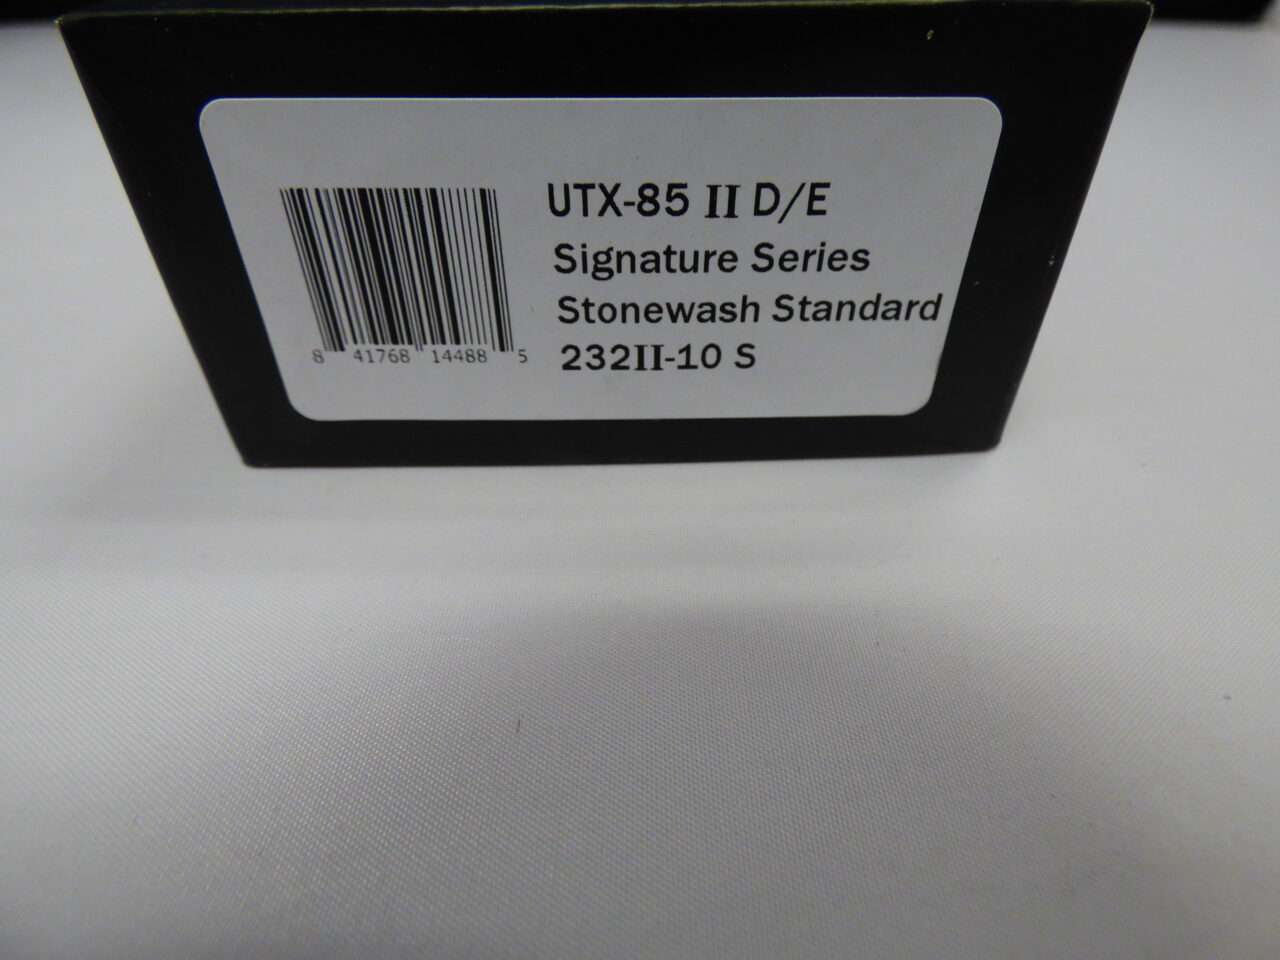 UTX-85 II D/E
Signature Series
Stonewash Standard
232II-10 S
8 41768 14488 5